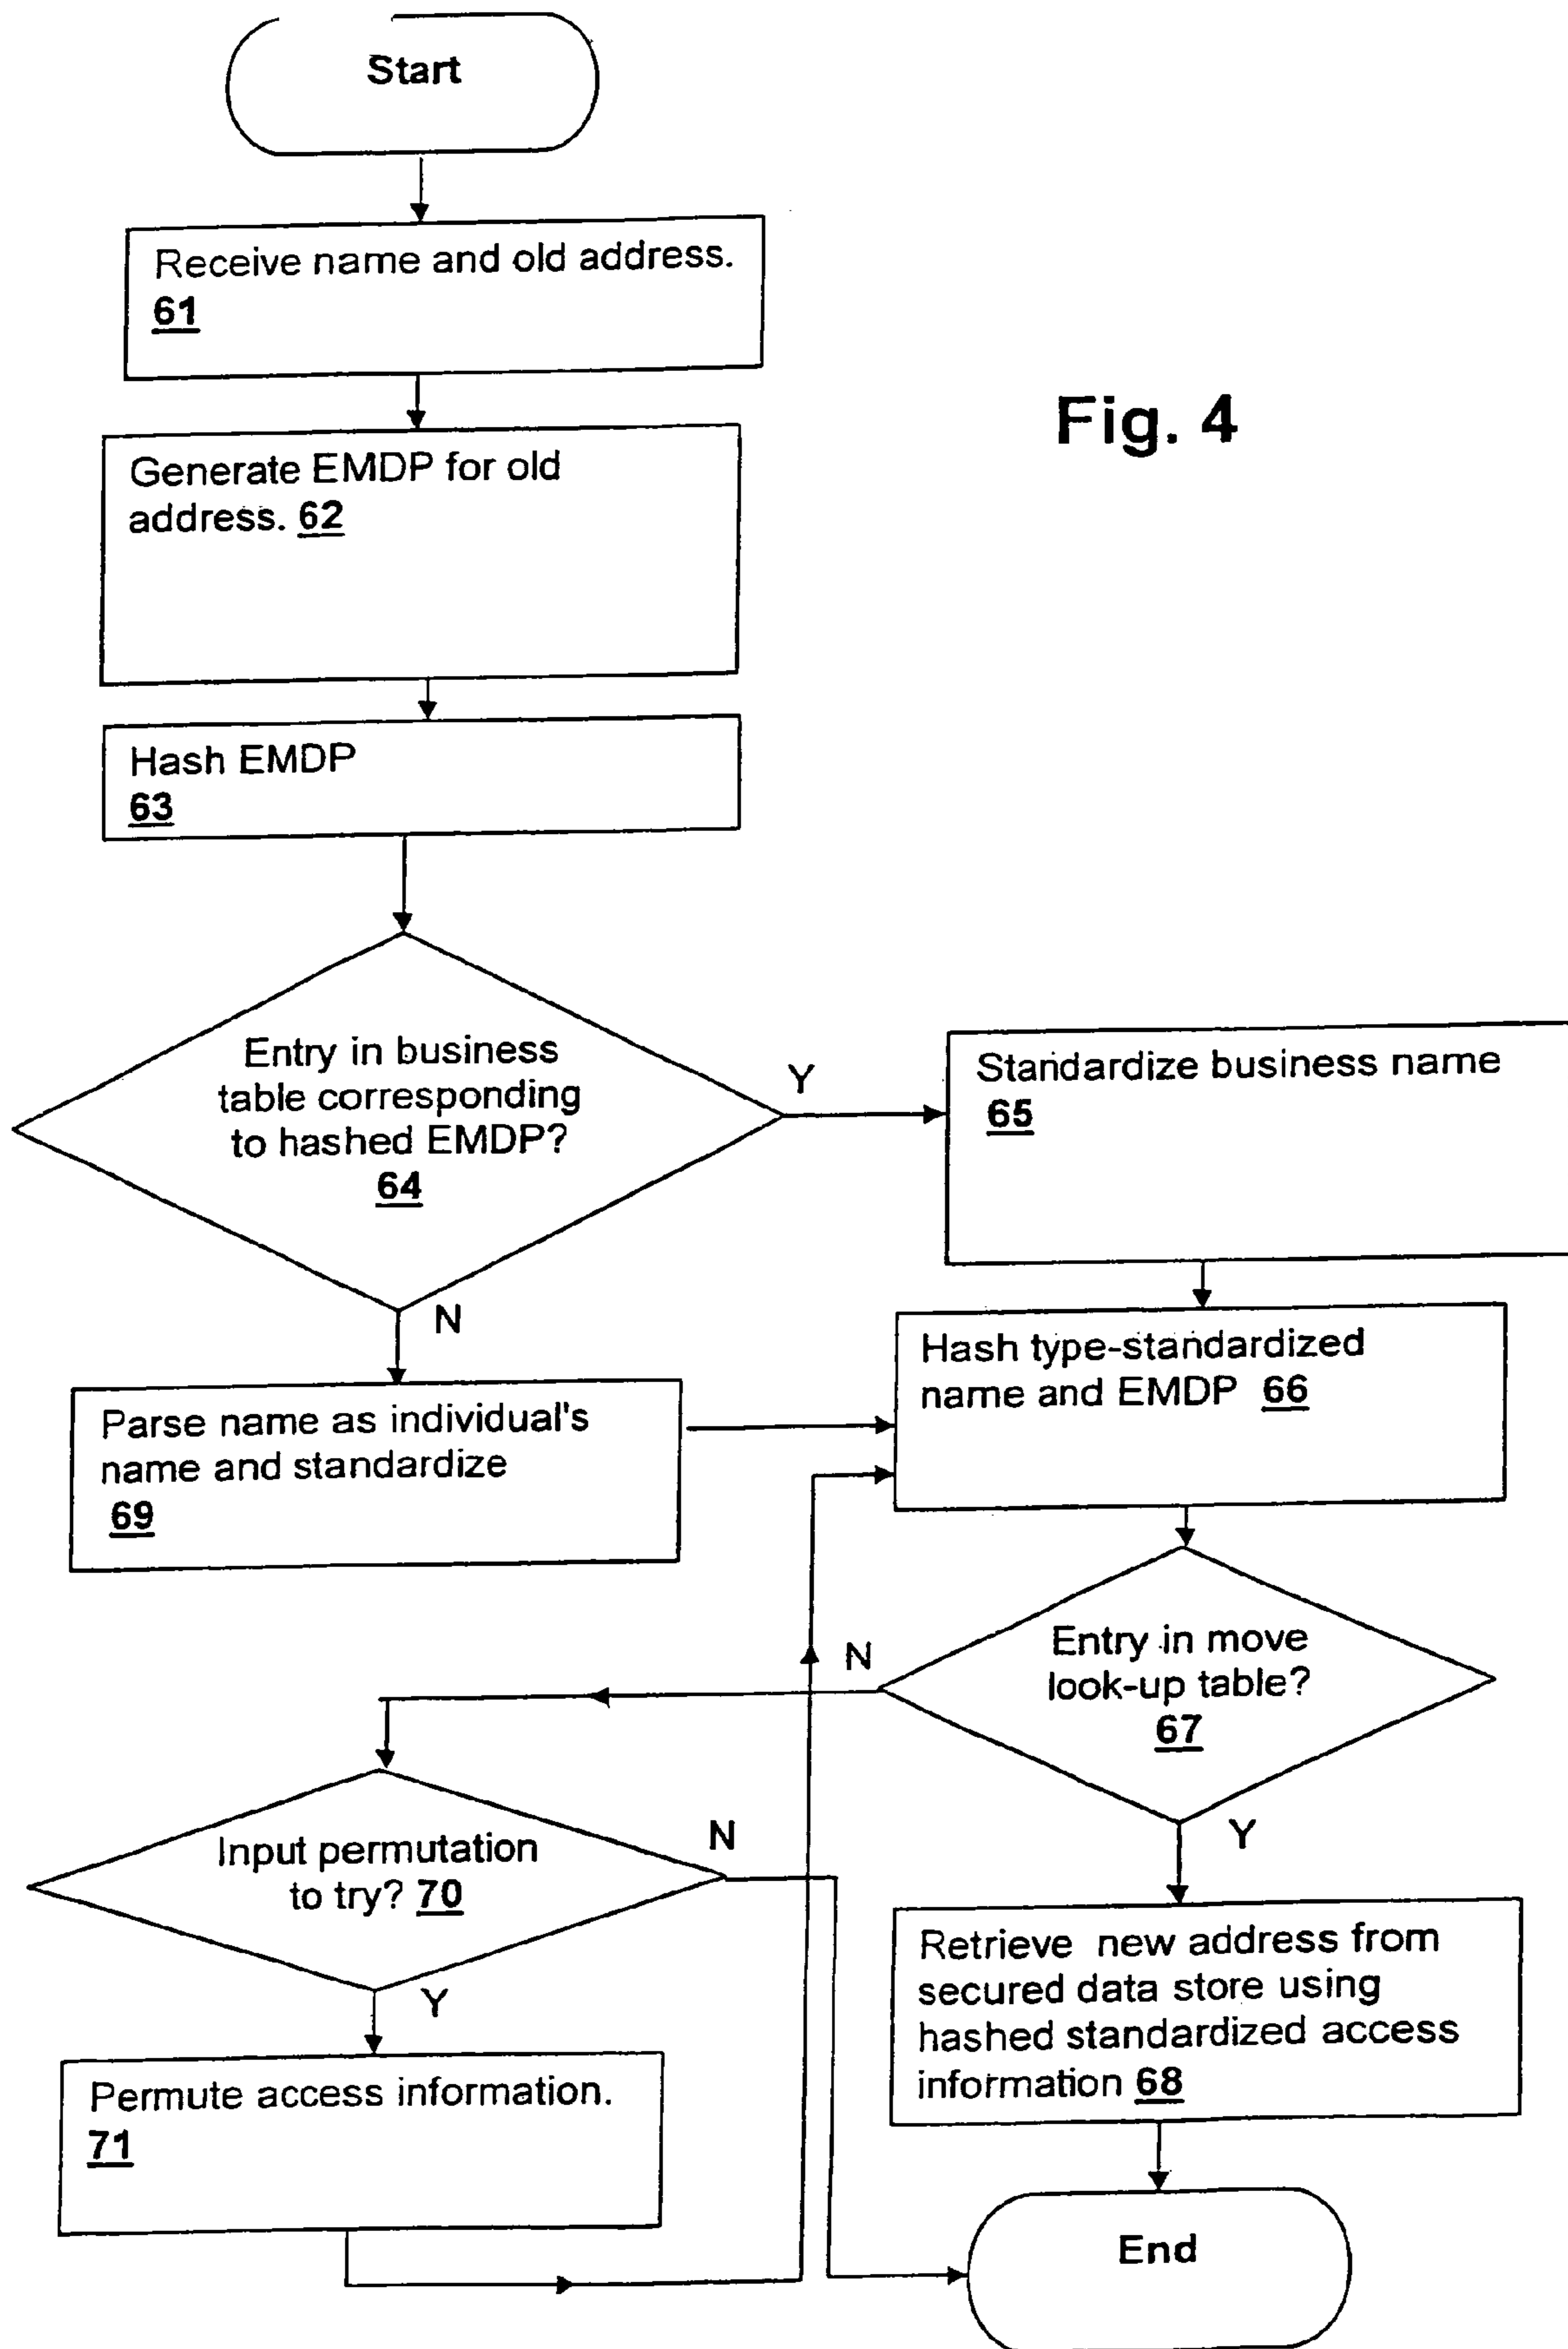 Start
Receive name and old address.
61
Fig. 4
Generate EMDP for old
address. 62
Hash EMDP
63
Entry in business
table corresponding
to hashed EMDP?
64
Y
Standardize business name
65
N
Hash type-standardized
name and EMDP 66
Parse name as individual's
name and standardize
69
Entry in move
look-up table?
67
N
Y
Input permutation
to try? 70
N
Y
Retrieve new address from
secured data store using
hashed standardized access
information 68
Permute access information.
71
End